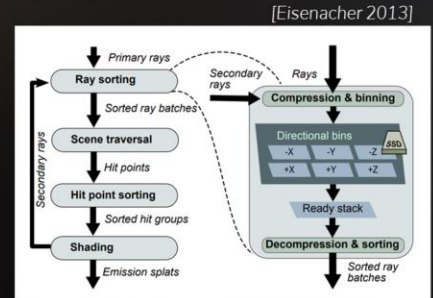 [Eisenacher 2013]
Primary rays
Ray sorting
Sorted ray batches
Scene traversal
Hit points
Hit point sorting
Sorted hit groups
Shading
Emission splats
Secondary rays
Secondary
rays
Rays
Compression & binning
Directional bins
SSD
-X -Y -Z
+X +Y +Z
Ready stack
Decompression & sorting
Sorted ray
batches